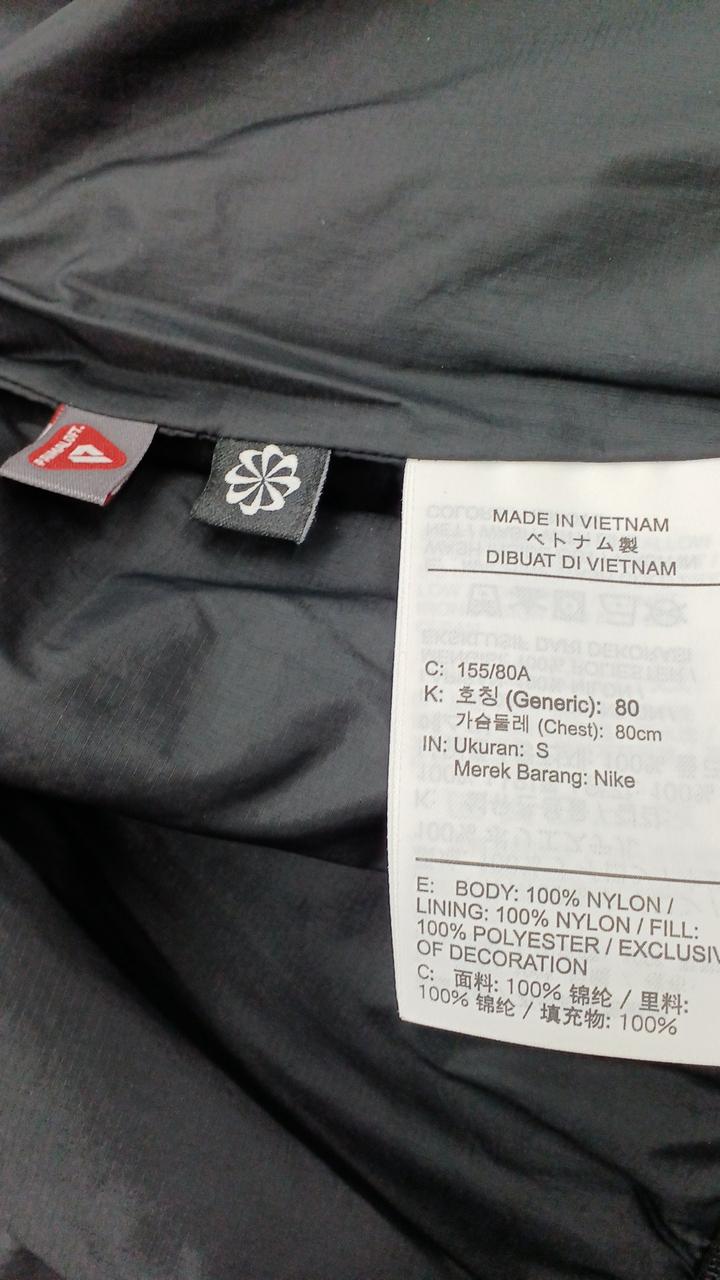 PRIMALOFT.
MADE IN VIETNAM
ベトナム製
DIBUAT DI VIETNAM
C: 155/80A
K: 호칭 (Generic): 80
가슴둘레 (Chest): 80cm
IN: Ukuran: S
Merek Barang: Nike
E: BODY: 100% NYLON /
LINING: 100% NYLON / FILL:
100% POLYESTER / EXCLUSIV
OF DECORATION
C: 面料: 100% 锦纶 / 里料:
100% 锦纶 / 填充物: 100%